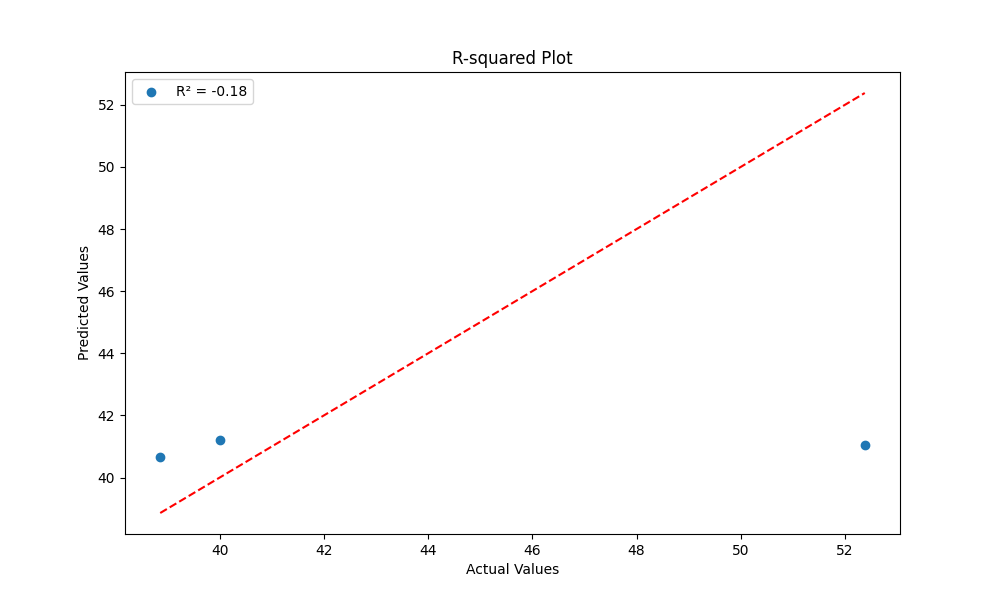 R-squared Plot
R² = -0.18
52
50
48
46
44
42
40
Predicted Values
40 42 44 46 48 50 52
Actual Values